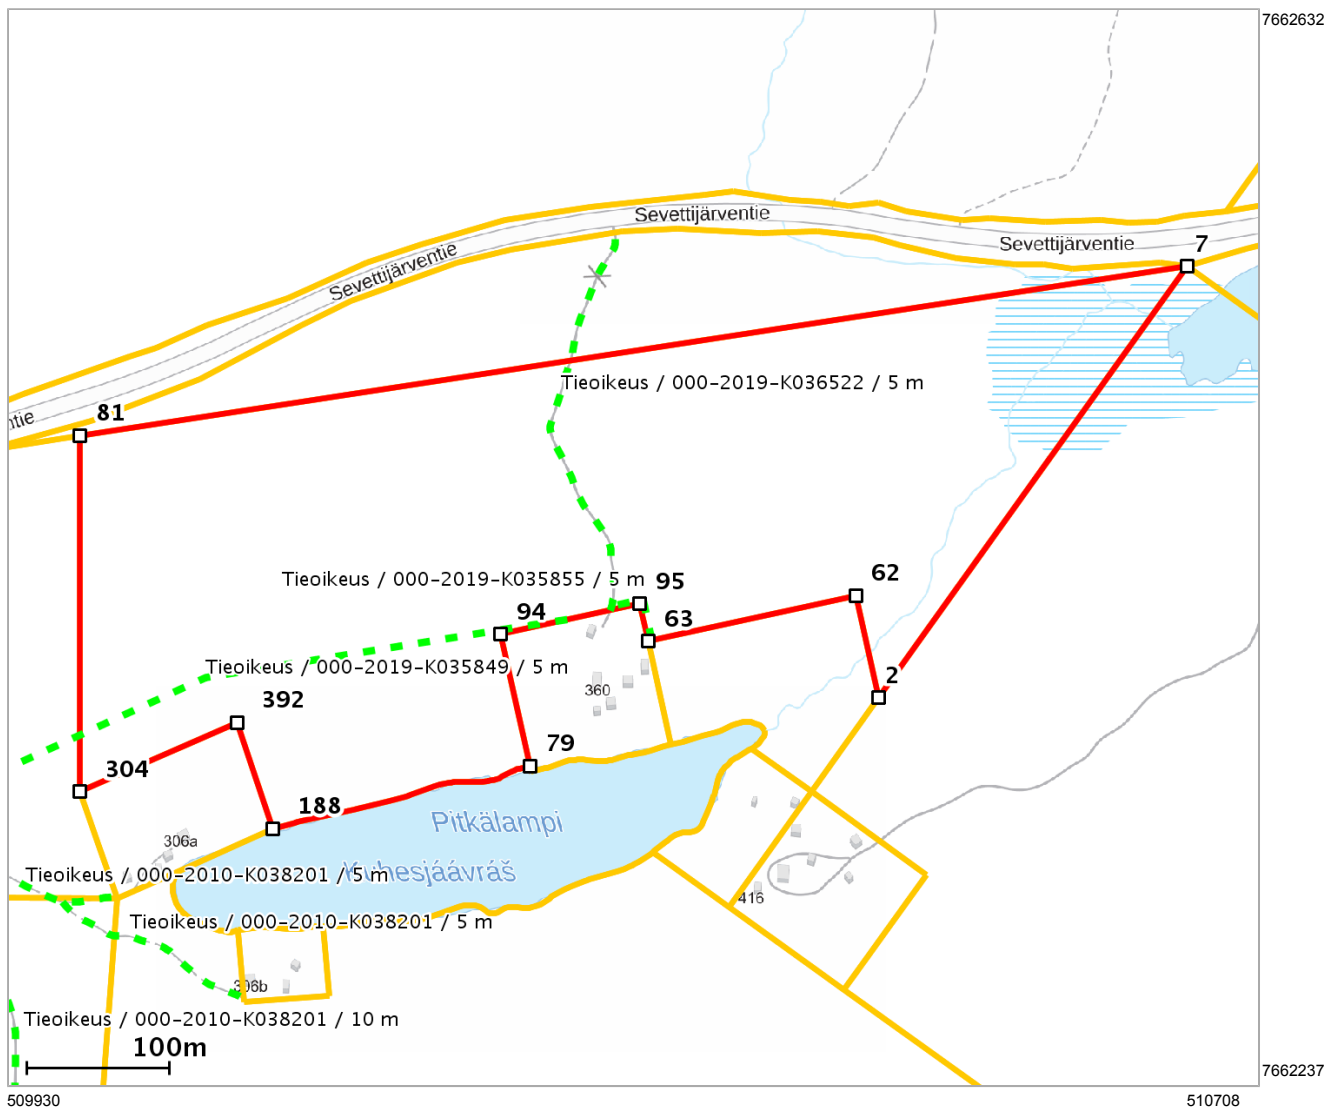 7662632
Sevettijärventie
Sevettijärventie
7
Sevettijärventie
Tieoikeus / 000-2019-K036522 / 5 m
81
ntie
62
Tieoikeus / 000-2019-K035855 / 5 m
95
94
63
Tieoikeus / 000-2019-K035849 / 5 m
2
360
392
79
304
188
Pitkälampi
306a
Tieoikeus / 000-2010-K038201 / 5 m
Kuhesjäävráš
416
Tieoikeus / 000-2010-K038201 / 5 m
306b
Tieoikeus / 000-2010-K038201 / 10 m
100m
7662237
509930
510708